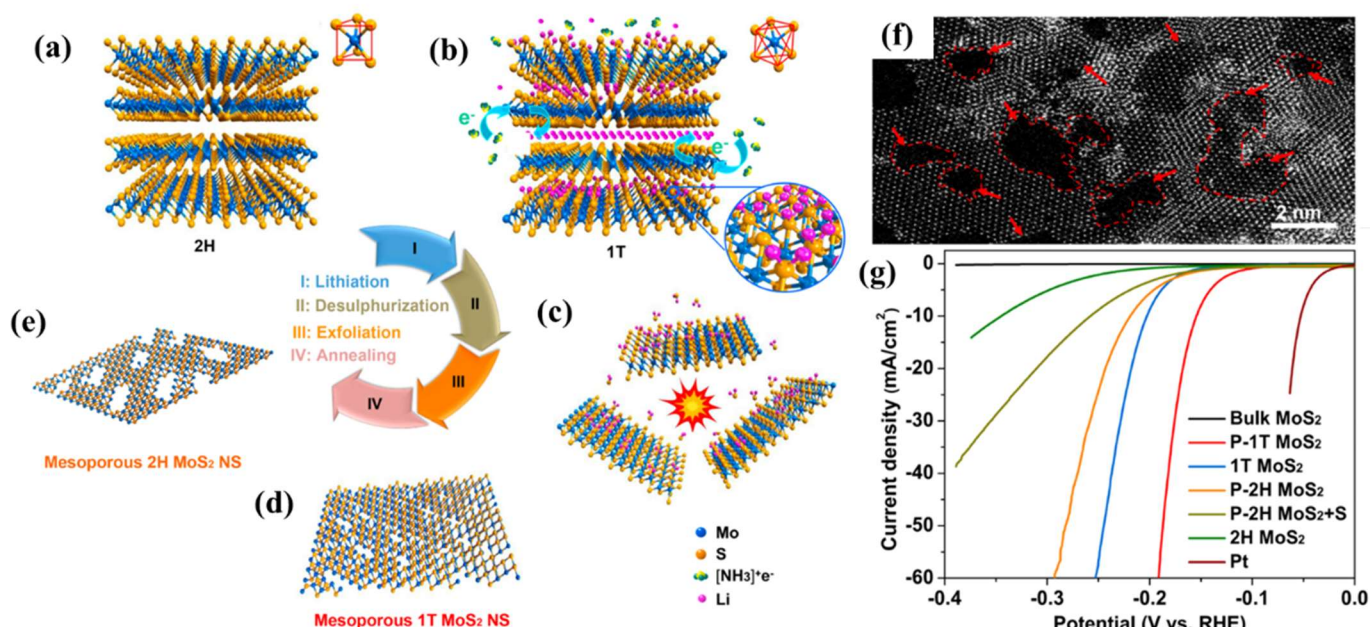 (a)
2H
(b)
e-
e-
1T
(f)
2 nm
I
II
III
IV
I: Lithiation
II: Desulphurization
III: Exfoliation
IV: Annealing
(e)
Mesoporous 2H MoS₂ NS
(c)
(d)
Mesoporous 1T MoS₂ NS
Mo
S
[NH₃]⁺e⁻
Li
(g)
Current density (mA/cm²)
0
-10
-20
-30
-40
-50
-60
Bulk MoS₂
P-1T MoS₂
1T MoS₂
P-2H MoS₂
P-2H MoS₂+S
2H MoS₂
Pt
-0.4
-0.3
-0.2
-0.1
0.0
Potential (V vs. RHE)